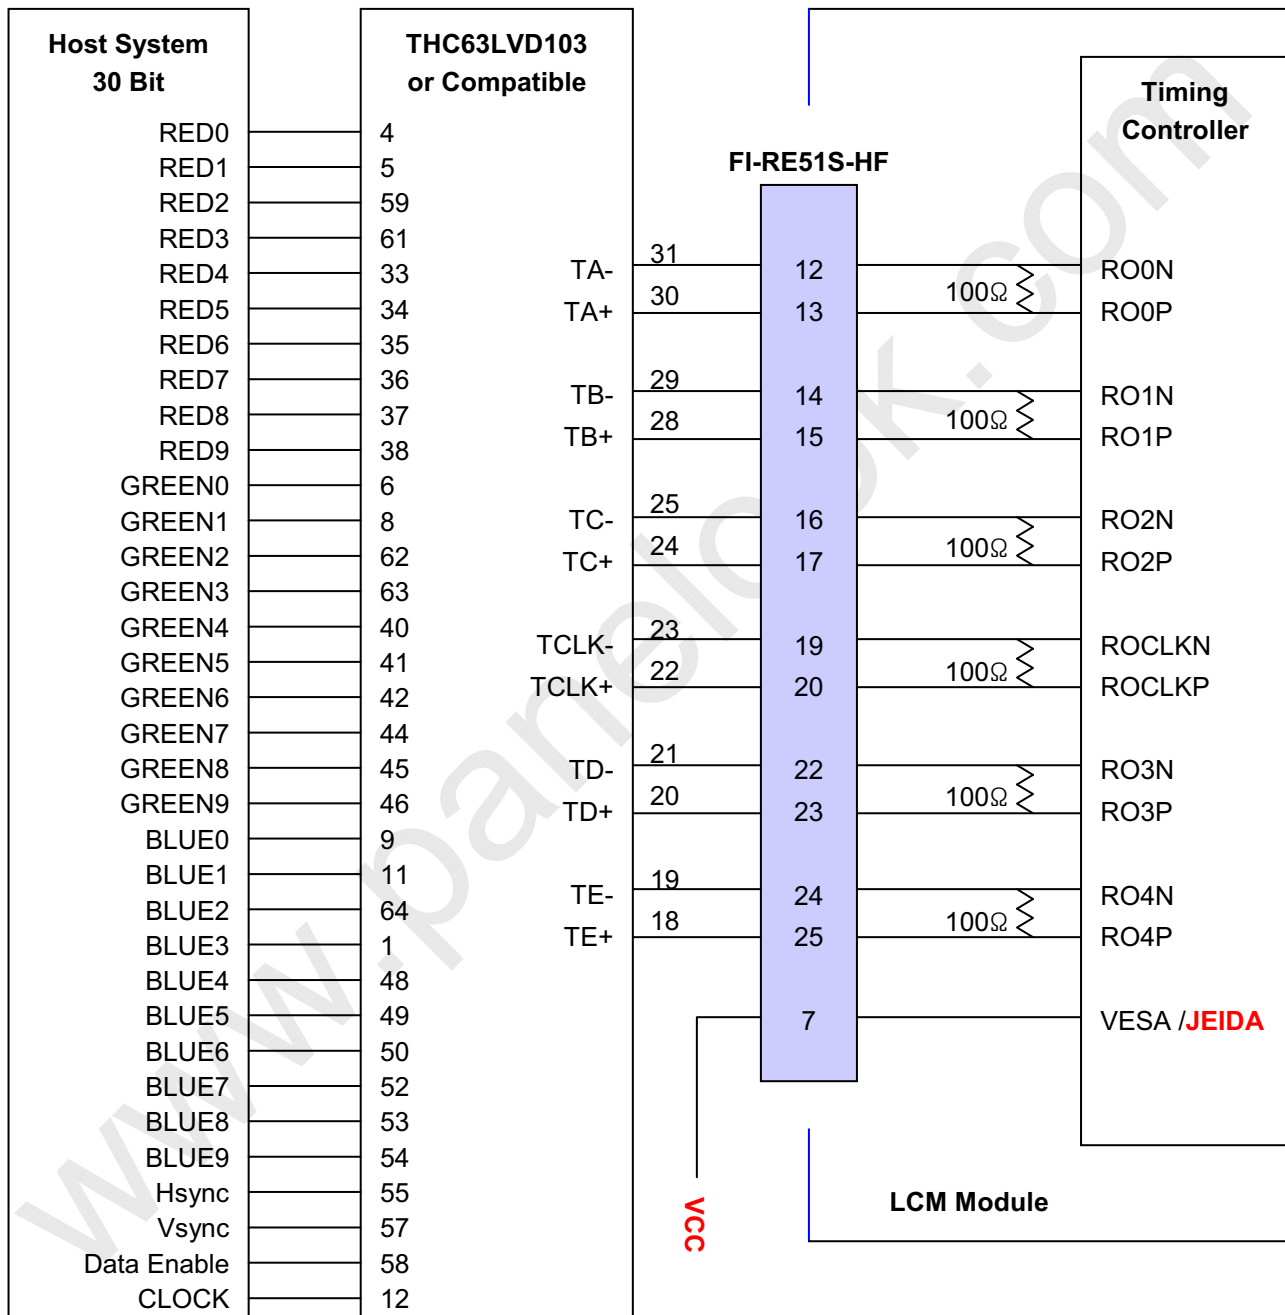 Host System
30 Bit
RED0
RED1
RED2
RED3
RED4
RED5
RED6
RED7
RED8
RED9
GREEN0
GREEN1
GREEN2
GREEN3
GREEN4
GREEN5
GREEN6
GREEN7
GREEN8
GREEN9
BLUE0
BLUE1
BLUE2
BLUE3
BLUE4
BLUE5
BLUE6
BLUE7
BLUE8
BLUE9
Hsync
Vsync
Data Enable
CLOCK
THC63LVD103
or Compatible
4
5
59
61
33
34
35
36
37
38
6
8
62
63
40
41
42
44
45
46
9
11
64
1
48
49
50
52
53
54
55
57
58
12
TA-
TA+
TB-
TB+
TC-
TC+
TCLK-
TCLK+
TD-
TD+
TE-
TE+
31
30
29
28
25
24
23
22
21
20
19
18
VCC
FI-RE51S-HF
12
13
14
15
16
17
19
20
22
23
24
25
7
100Ω
100Ω
100Ω
100Ω
100Ω
100Ω
Timing
Controller
RO0N
RO0P
RO1N
RO1P
RO2N
RO2P
ROCLKN
ROCLKP
RO3N
RO3P
RO4N
RO4P
VESA /JEIDA
LCM Module
www.panelook.com